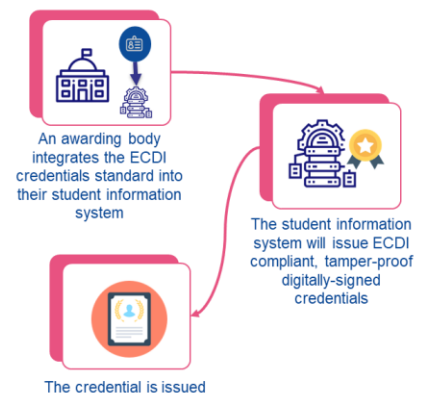 An awarding body
integrates the ECDI
credentials standard into
their student information
system
The student information
system will issue ECDI
compliant, tamper-proof
digitally-signed
credentials
The credential is issued